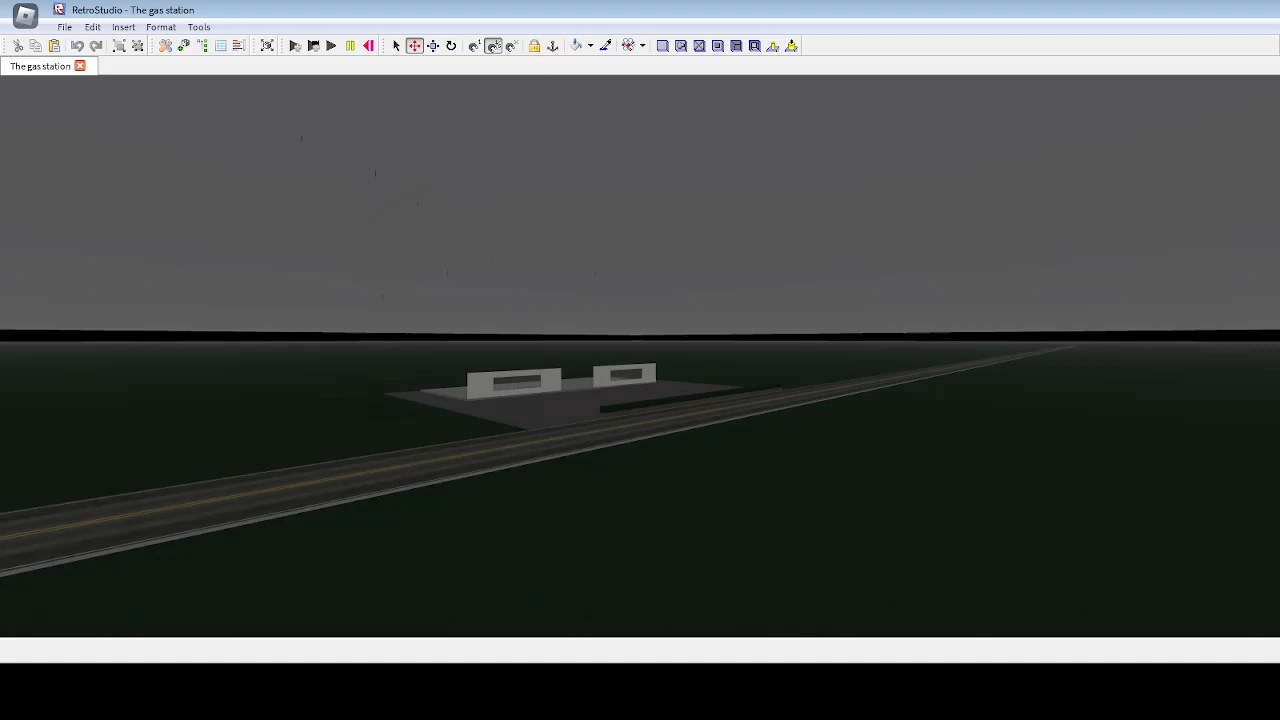 RetroStudio - The gas station
File Edit Insert Format Tools
The gas station